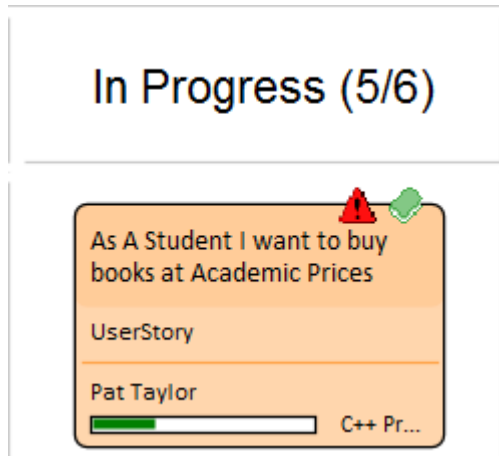 In Progress (5/6)
As A Student I want to buy
books at Academic Prices
UserStory
Pat Taylor
C++ Pr...